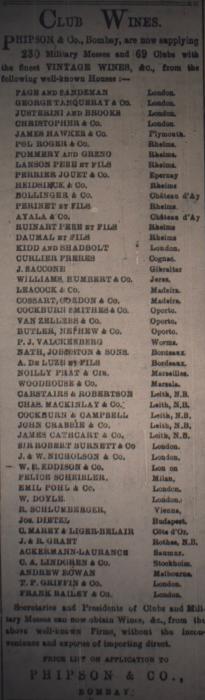 CLUB WINES.
PHIPSON & Co., Bombay, are now supplying
230 Military Messes and 69 Clubs with
the finest VINTAGE WINES, &c., from the
following well-known Houses :—
PAGE AND SANDEMAN London.
GEORGE TANQUERAY & Co. London.
JUSTERINI AND BROOKS London.
CHRISTOPHER & Co. London.
JAMES HAWKER & Co. Plymouth.
POL ROGER & Co. Rheims.
POMMERY AND GRENO Rheims.
LANSON PERE ET FILS Rheims.
PERRIER JOUET & Co. Epernay
HEIDSIECK & Co. Rheims
BOLLINGER & Co. Château d'Ay
PERINET ET FILS Rheims
AYALA & Co. Château d'Ay
RUINART PERE ET FILS Rheims
DAUMAL ET FILS Rheims
KIDD AND SHADBOLT London.
CURLIER FRERES Cognac.
J. SACCONE Gibraltar
WILLIAMS, HUMBERT & Co. Jerez.
LEACOCK & Co. Madeira.
COSSART, GORDON & Co. Madeira.
COCKBURN SMITHES & Co. Oporto.
VAN ZELLERS & Co. Oporto.
BUTLER, NEPHEW & Co. Oporto.
P. J. VALCKENBERG Worms.
NATH, JOHNSTON & SONS. Bordeaux.
A. DE LUZE ET FILS Bordeaux.
NOILLY PRAT & Cie. Marseilles.
WOODHOUSE & Co. Marsala.
CARSTAIRS & ROBERTSON Leith, N.B.
CHAS. MACKINLAY & Co. Leith, N.B.
COCKBURN & CAMPBELL Leith, N.B.
JOHN CRABBIE & Co. Leith, N.B.
JAMES CATHCART & Co. Leith, N.B.
SIR ROBERT BURNETT & Co London.
J. & W. NICHOLSON & Co. London.
W. E. EDDISON & Co. Lon on
FELICE SCHEIBLER. Milan.
EMIL POHL & Co. London.
W. DOYLE. London.
R. SCHLUMBERGER, Vienna.
Jos. DIETEL Budapest.
C. MAREY & LIGER-BELAIR Côte d'Or.
J. & R. GRANT Rothes, N.B.
ACKERMANN-LAURANCE Saumur.
C. A. LINDGREN & Co. Stockholm.
ANDREW ROWAN Melbourne.
T. P. GRIFFIN & Co. London.
FRANK BAILEY & Co. London.
Secretaries and Presidents of Clubs and Mili-
tary Messes can now obtain Wines, &c., from the
above well-known Firms, without the incon-
venience and expense of importing direct.
PRICE LIST ON APPLICATION TO
PHIPSON & CO.,
BOMBAY.